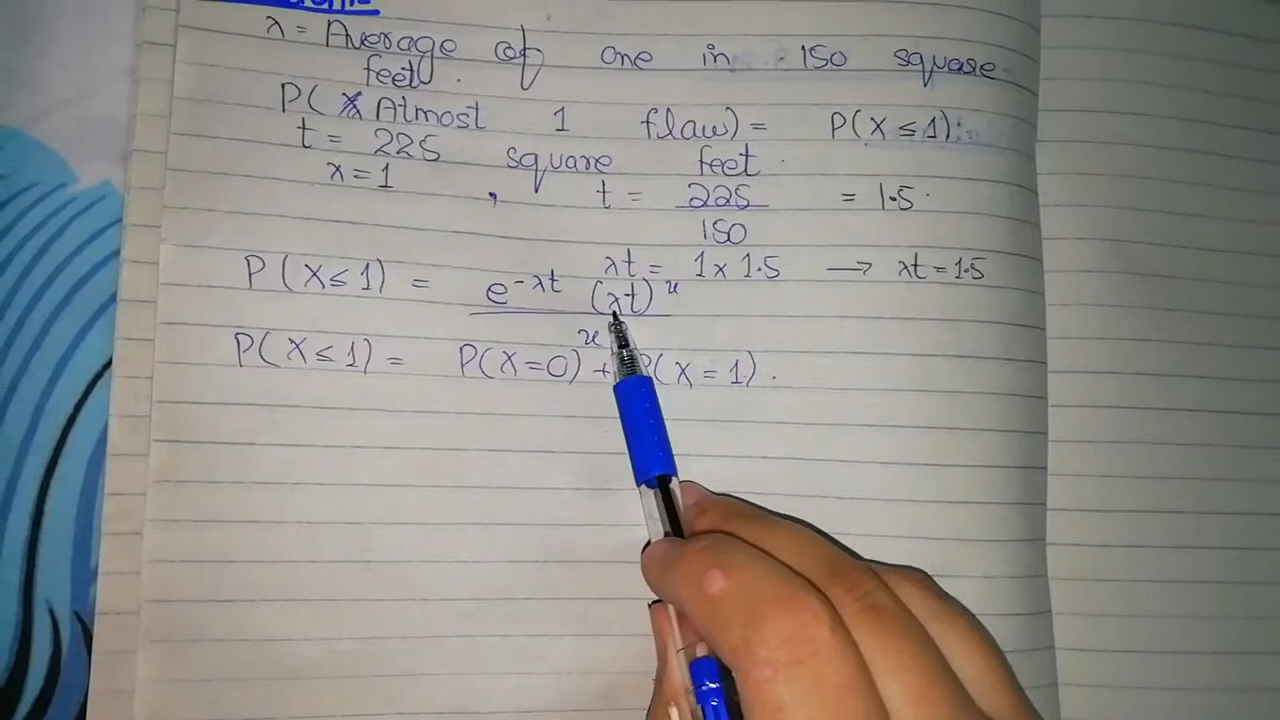 λ = Average of one in 150 square
feet.
P( Atmost 1 flaw) = P(X ≤ 1).
t = 225 square feet.
x = 1 , t = 225 = 1.5.
150
λt = 1 x 1.5 → λt = 1.5
P(X ≤ 1) = e^-λt (λt)^x
x
P(X ≤ 1) = P(X = 0) + P(X = 1).